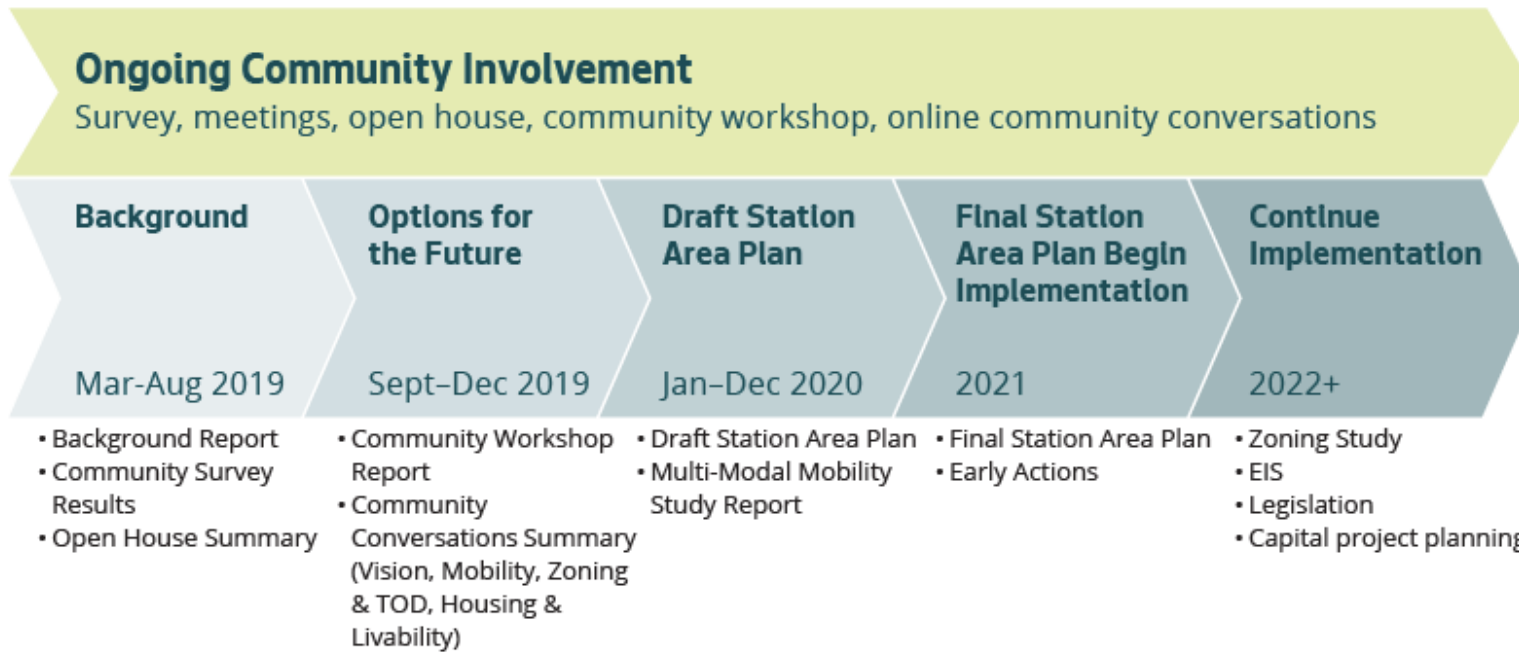 Ongoing Community Involvement
Survey, meetings, open house, community workshop, online community conversations
Background
Mar-Aug 2019
• Background Report
• Community Survey
Results
• Open House Summary
Options for
the Future
Sept–Dec 2019
• Community Workshop
Report
• Community
Conversations Summary
(Vision, Mobility, Zoning
& TOD, Housing &
Livability)
Draft Station
Area Plan
Jan–Dec 2020
• Draft Station Area Plan
• Multi-Modal Mobility
Study Report
Final Station
Area Plan Begin
Implementation
2021
• Final Station Area Plan
• Early Actions
Continue
Implementation
2022+
• Zoning Study
• EIS
• Legislation
• Capital project planning